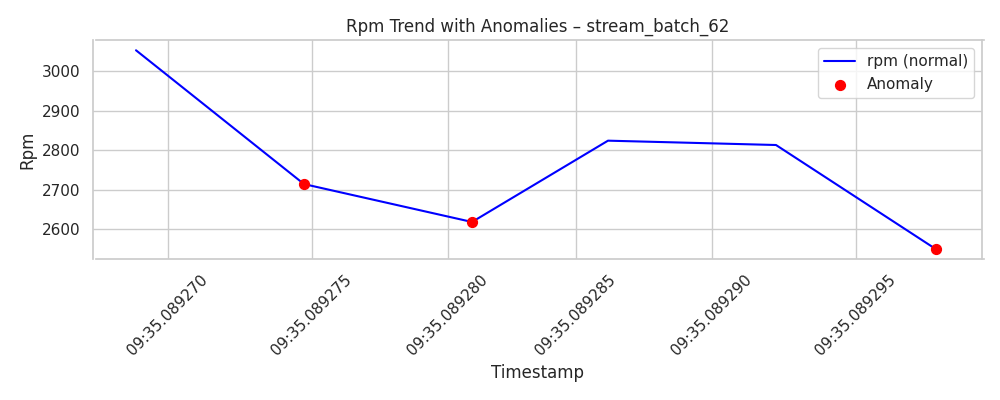 Rpm Trend with Anomalies – stream_batch_62
rpm (normal)
Anomaly
Rpm
3000
2900
2800
2700
2600
09:35.089270
09:35.089275
09:35.089280
09:35.089285
09:35.089290
09:35.089295
Timestamp